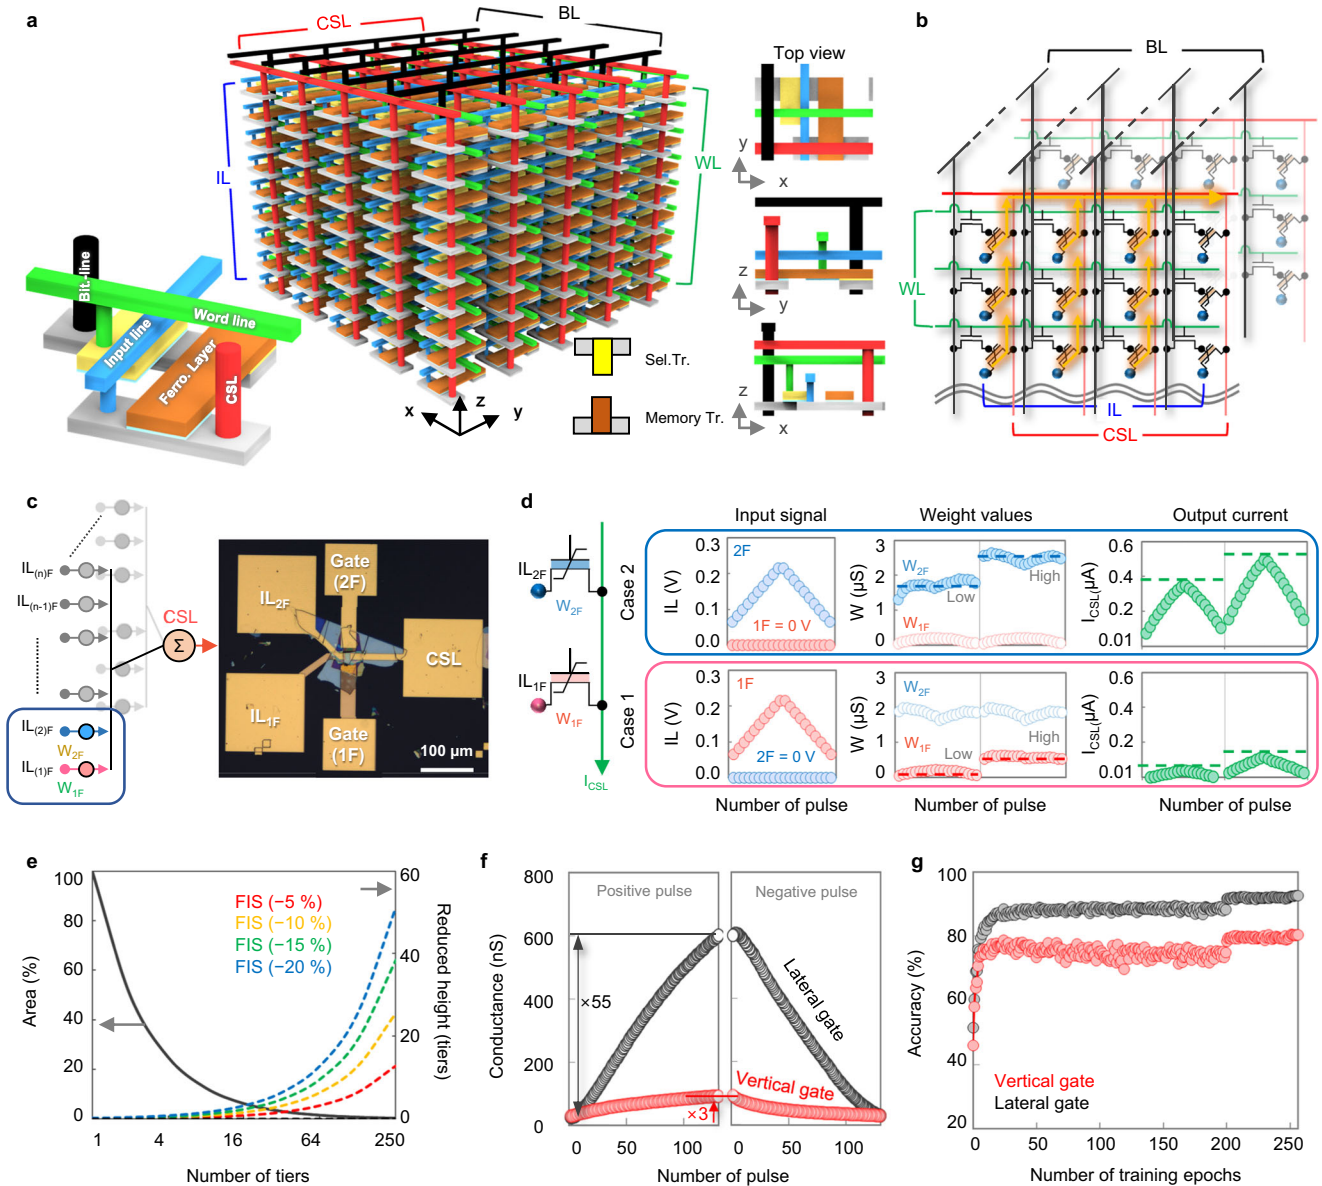 a
CSL
BL
IL
WL
Bit-line
Word line
Input line
Ferro. Layer
CSL
x
z
y
Sel.Tr.
Memory Tr.
Top view
y
x
z
y
z
x
b
BL
WL
IL
CSL
c
IL(n)F
IL(n-1)F
IL(2)F
W2F
IL(1)F
W1F
CSL
Σ
Gate
(2F)
IL2F
CSL
IL1F
Gate
(1F)
100 µm
d
Input signal
Weight values
Output current
IL2F
W2F
Case 2
IL1F
W1F
Case 1
ICSL
IL (V)
0.3
0.2
0.1
0.0
2F
1F = 0 V
W (µS)
3
2
1
0
W2F
Low
High
W1F
ICSL(µA)
0.6
0.4
0.2
0.01
IL (V)
0.3
0.2
0.1
0.0
1F
2F = 0 V
W (µS)
3
2
1
0
W2F
W1F
Low
High
ICSL(µA)
0.6
0.4
0.2
0.01
Number of pulse
Number of pulse
Number of pulse
e
Area (%)
100
80
60
40
20
0
FIS (−5 %)
FIS (−10 %)
FIS (−15 %)
FIS (−20 %)
60
40
20
0
Reduced height (tiers)
1
4
16
64
250
Number of tiers
f
Conductance (nS)
800
600
400
200
0
Positive pulse
Negative pulse
×55
Lateral gate
Vertical gate
×3
0
50
100
0
100
Number of pulse
g
Accuracy (%)
100
80
60
40
20
Vertical gate
Lateral gate
0
50
100
150
200
250
Number of training epochs